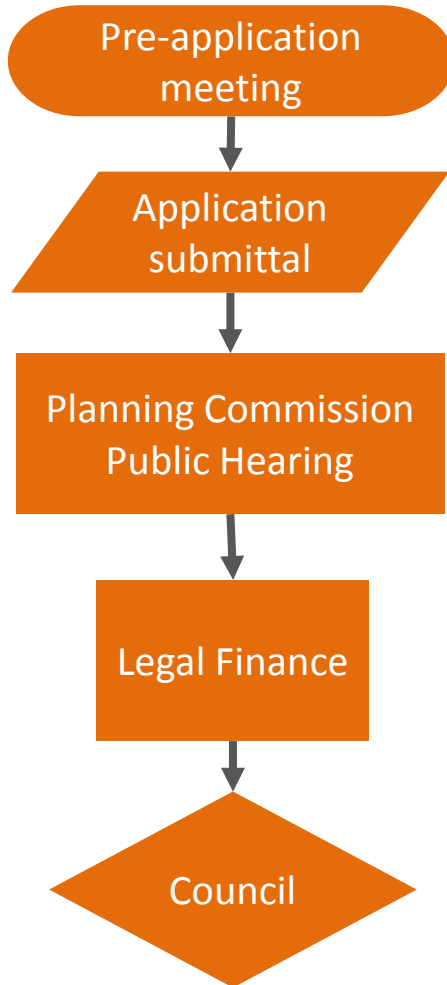 Pre-application
meeting
Application
submittal
Planning Commission
Public Hearing
Legal Finance
Council